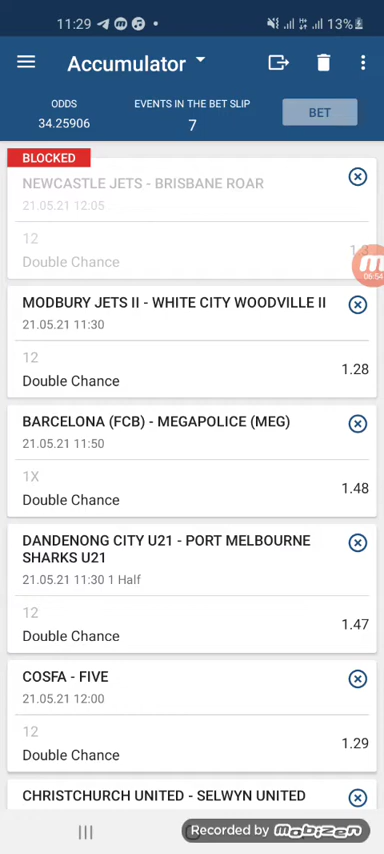 11:29
13%
Accumulator
ODDS
34.25906
EVENTS IN THE BET SLIP
7
BET
BLOCKED
NEWCASTLE JETS - BRISBANE ROAR
21.05.21 12:05
12
Double Chance
06:54
MODBURY JETS II - WHITE CITY WOODVILLE II
21.05.21 11:30
12
Double Chance
1.28
BARCELONA (FCB) - MEGAPOLICE (MEG)
21.05.21 11:50
1X
Double Chance
1.48
DANDENONG CITY U21 - PORT MELBOURNE
SHARKS U21
21.05.21 11:30 1 Half
12
Double Chance
1.47
COSFA - FIVE
21.05.21 12:00
12
Double Chance
1.29
CHRISTCHURCH UNITED - SELWYN UNITED
Recorded by mobizen